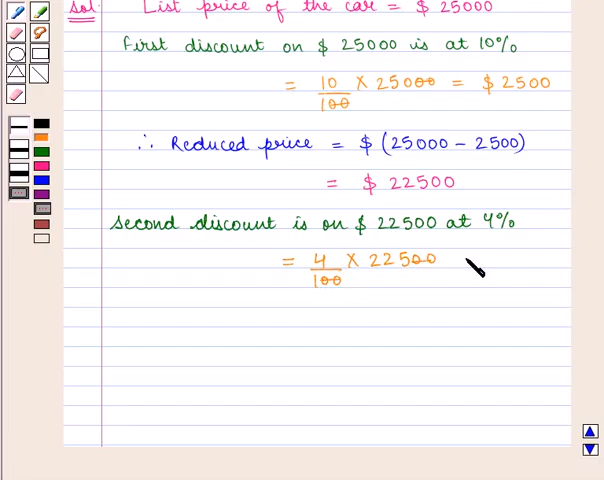 Sol List price of the car = $ 25000
First discount on $ 25000 is at 10%
= 10/100 × 25000 = $ 2500
∴ Reduced price = $ (25000 - 2500)
= $ 22500
Second discount is on $ 22500 at 4%
= 4/100 × 22500